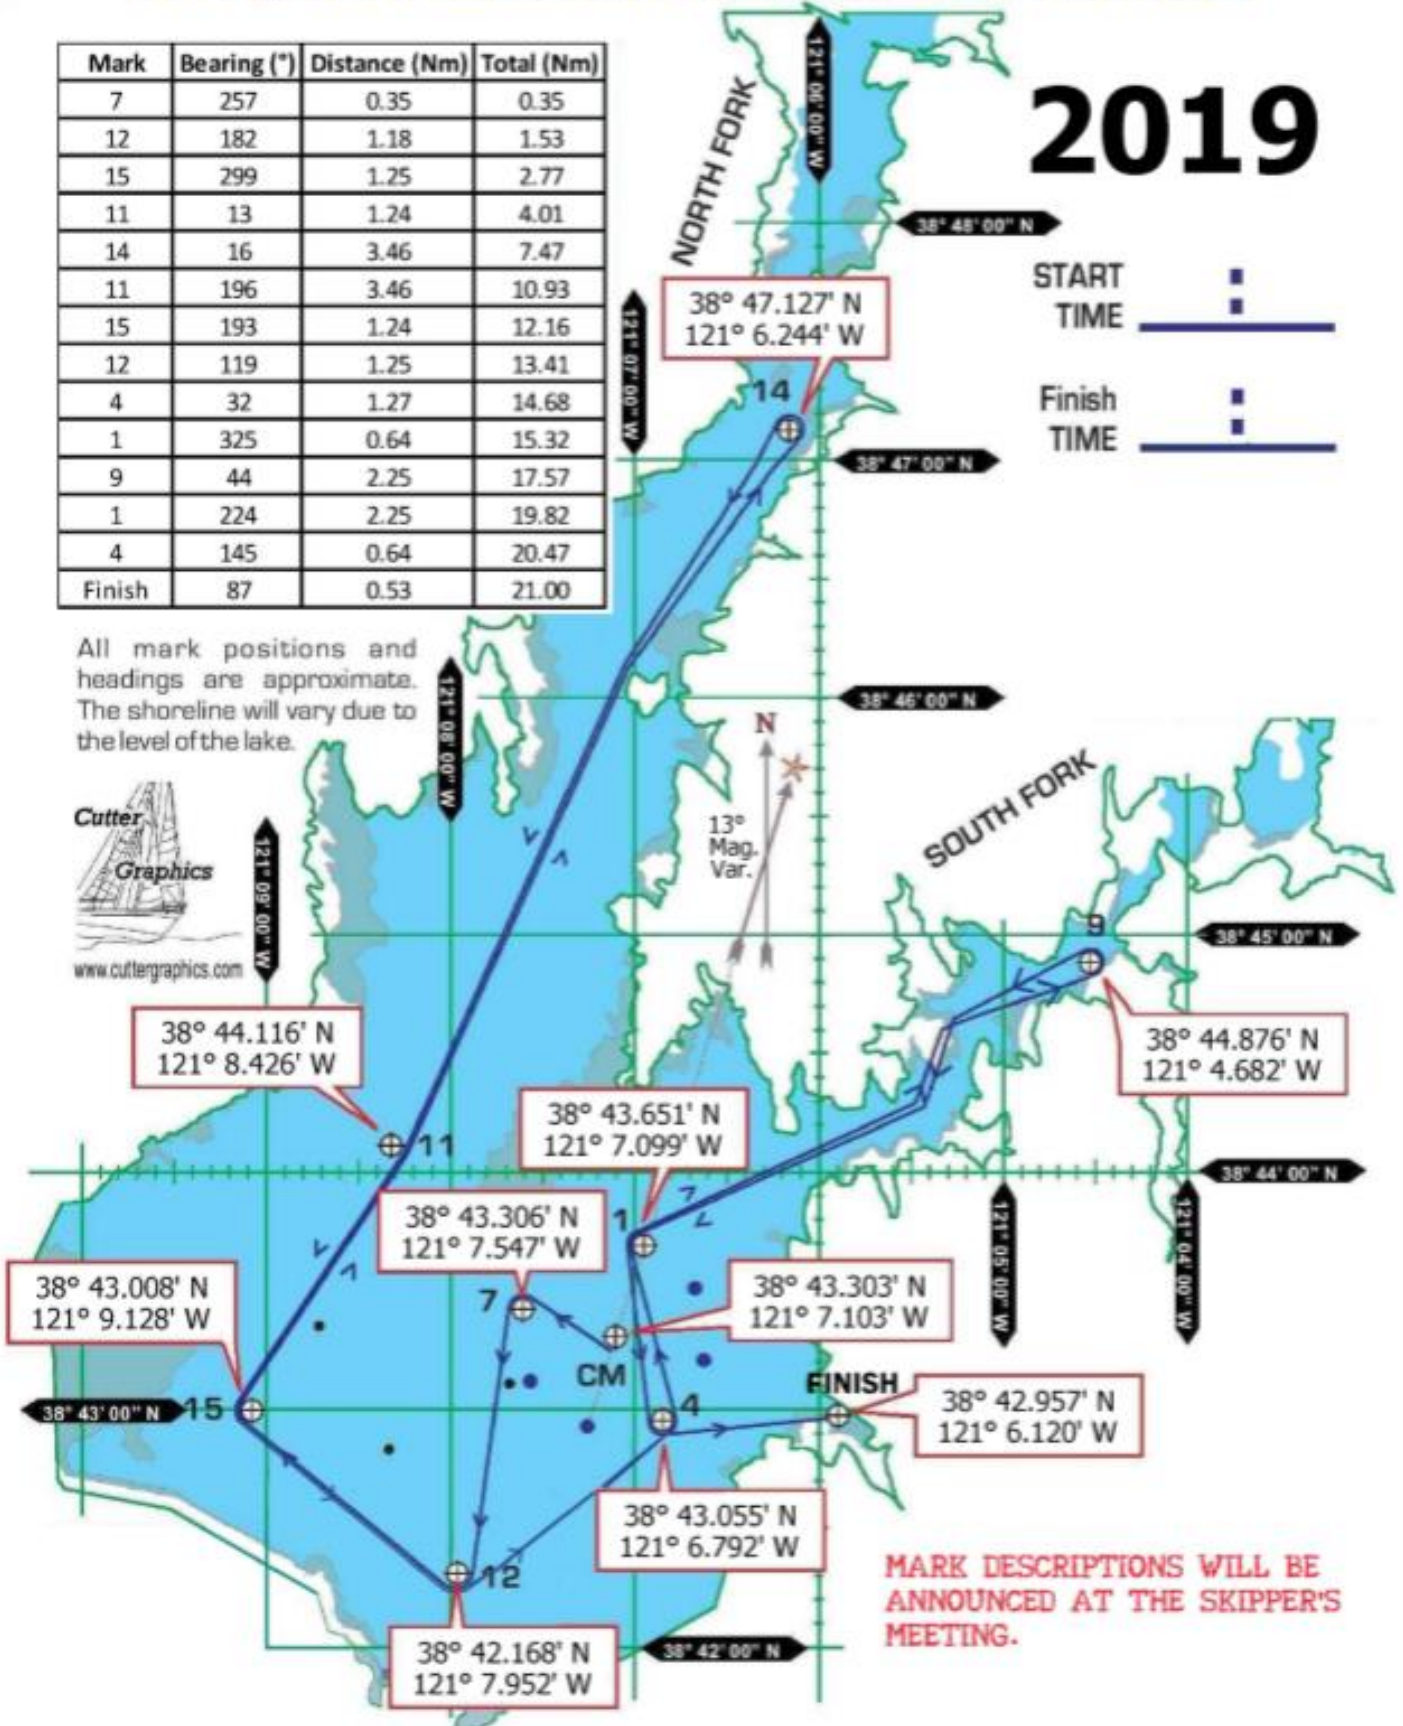 Mark Bearing (°) Distance (Nm) Total (Nm)
7 257 0.35 0.35
12 182 1.18 1.53
15 299 1.25 2.77
11 13 1.24 4.01
14 16 3.46 7.47
11 196 3.46 10.93
15 193 1.24 12.16
12 119 1.25 13.41
4 32 1.27 14.68
1 325 0.64 15.32
9 44 2.25 17.57
1 224 2.25 19.82
4 145 0.64 20.47
Finish 87 0.53 21.00
2019
121° 06' 00" W
NORTH FORK
38° 48' 00" N
START
TIME
Finish
TIME
38° 47.127' N
121° 6.244' W
121° 07' 00" W
14
38° 47' 00" N
All mark positions and
headings are approximate.
The shoreline will vary due to
the level of the lake.
121° 08' 00" W
38° 46' 00" N
N
13°
Mag.
Var.
SOUTH FORK
Cutter
Graphics
www.cuttergraphics.com
121° 09' 00" W
9
38° 45' 00" N
38° 44.876' N
121° 4.682' W
38° 44.116' N
121° 8.426' W
11
38° 43.651' N
121° 7.099' W
38° 44' 00" N
121° 05' 00" W
121° 04' 00" W
38° 43.306' N
121° 7.547' W
1
7
38° 43.303' N
121° 7.103' W
38° 43.008' N
121° 9.128' W
CM
FINISH
38° 42.957' N
121° 6.120' W
38° 43' 00" N
15
4
38° 43.055' N
121° 6.792' W
12
38° 42.168' N
121° 7.952' W
38° 42' 00" N
MARK DESCRIPTIONS WILL BE
ANNOUNCED AT THE SKIPPER'S
MEETING.